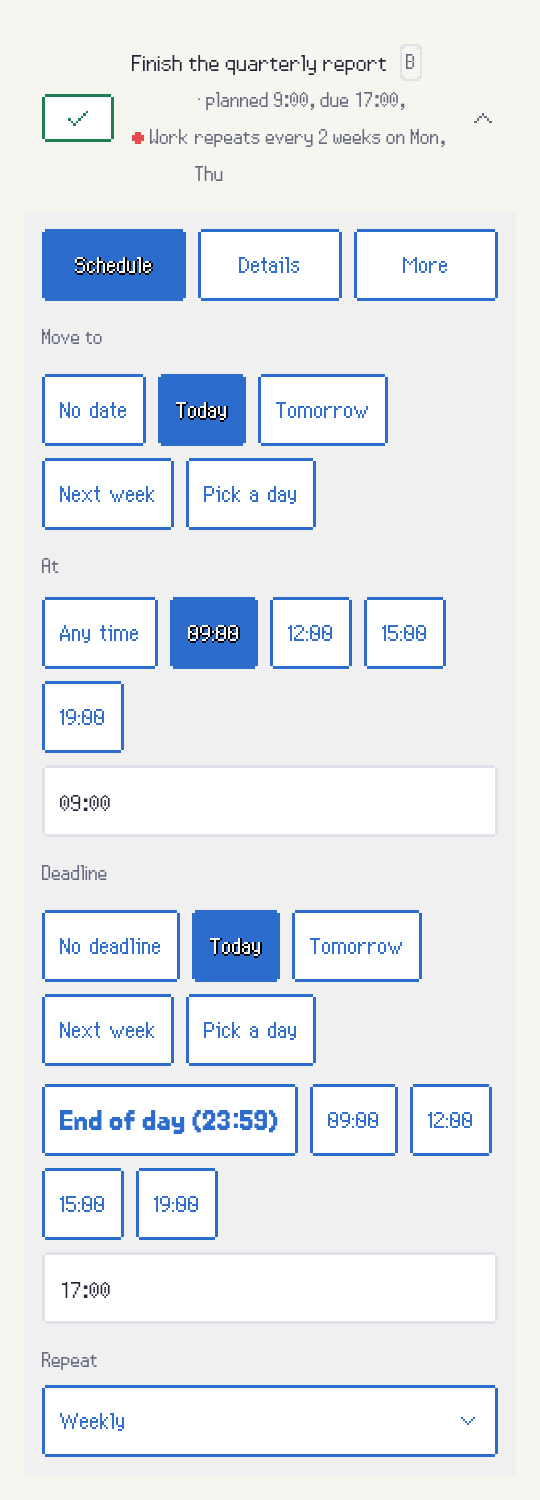 Finish the quarterly report B
· planned 9:00, due 17:00,
Work repeats every 2 weeks on Mon,
Thu
Schedule Details More
Move to
No date Today Tomorrow
Next week Pick a day
At
Any time 09:00 12:00 15:00
19:00
09:00
Deadline
No deadline Today Tomorrow
Next week Pick a day
End of day (23:59) 09:00 12:00
15:00 19:00
17:00
Repeat
Weekly